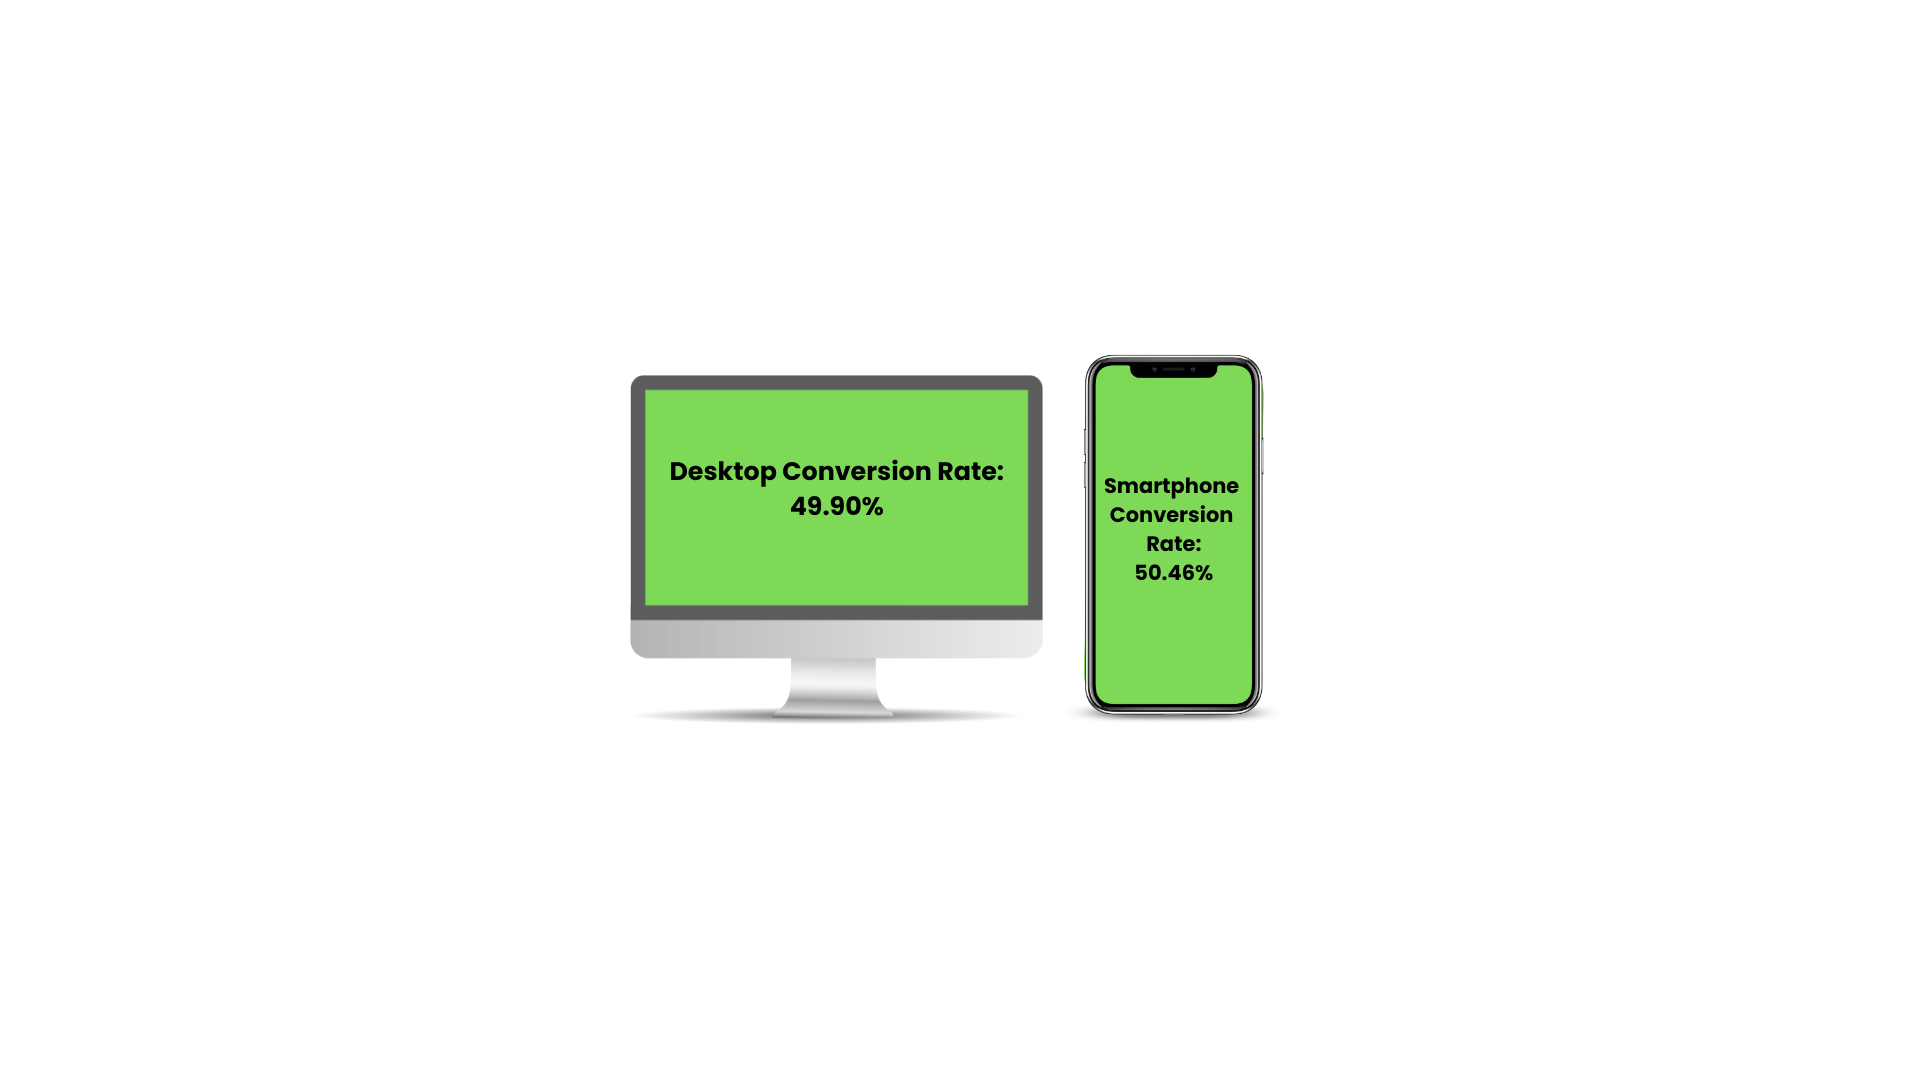 Desktop Conversion Rate:
49.90%
Smartphone
Conversion
Rate:
50.46%